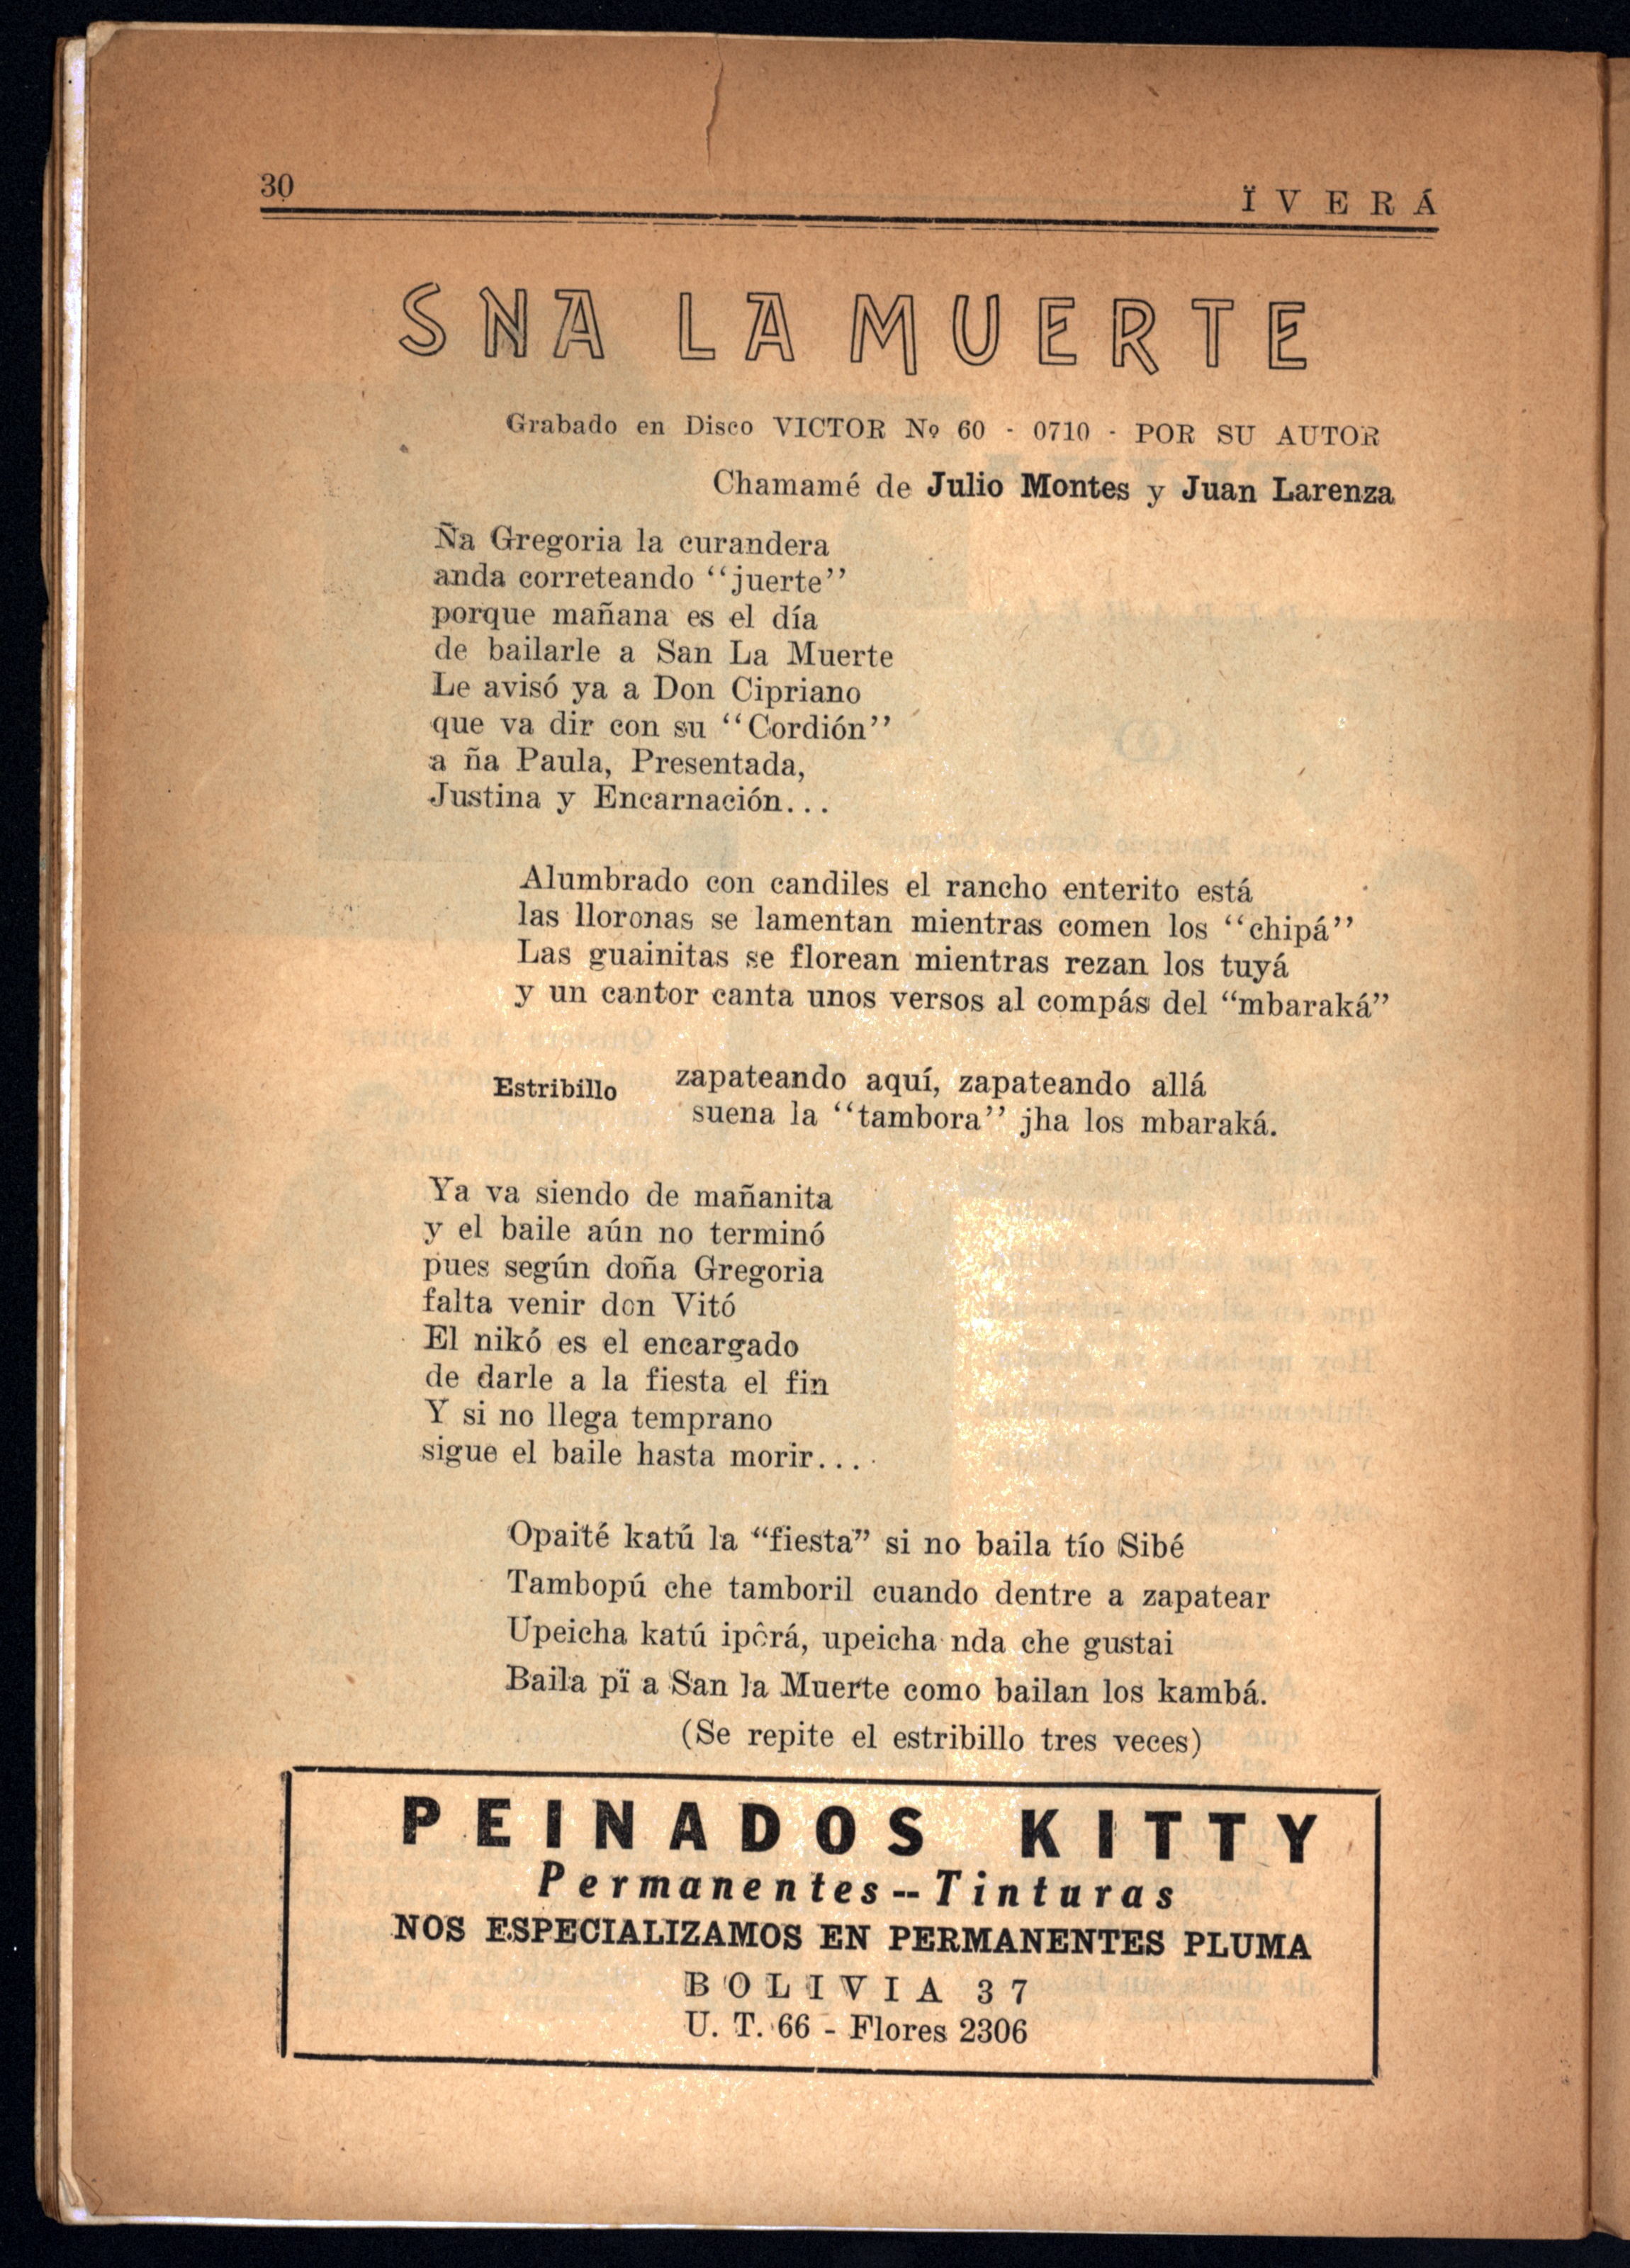 30
Ï V E R Á
SNA LA MUERTE
Grabado en Disco VICTOR Nº 60 - 0710 - POR SU AUTOR
Chamamé de Julio Montes y Juan Larenza
Ña Gregoria la curandera
anda correteando “juerte”
porque mañana es el día
de bailarle a San La Muerte
Le avisó ya a Don Cipriano
que va dir con su “Cordión”
a ña Paula, Presentada,
Justina y Encarnación...
Alumbrado con candiles el rancho enterito está
las lloronas se lamentan mientras comen los “chipá”
Las guainitas se florean mientras rezan los tuyá
y un cantor canta unos versos al compás del “mbaraká”
Estribillo zapateando aquí, zapateando allá
suena la “tambora” jha los mbaraká.
Ya va siendo de mañanita
y el baile aún no terminó
pues según doña Gregoria
falta venir don Vitó
El nikó es el encargado
de darle a la fiesta el fin
Y si no llega temprano
sigue el baile hasta morir...
Opaité katú la “fiesta” si no baila tío Sibé
Tambopú che tamboril cuando dentre a zapatear
Upeicha katú ipôrá, upeicha nda che gustai
Baila pï a San la Muerte como bailan los kambá.
(Se repite el estribillo tres veces)
PEINADOS KITTY
Permanentes -- Tinturas
NOS ESPECIALIZAMOS EN PERMANENTES PLUMA
BOLIVIA 37
U. T. 66 - Flores 2306